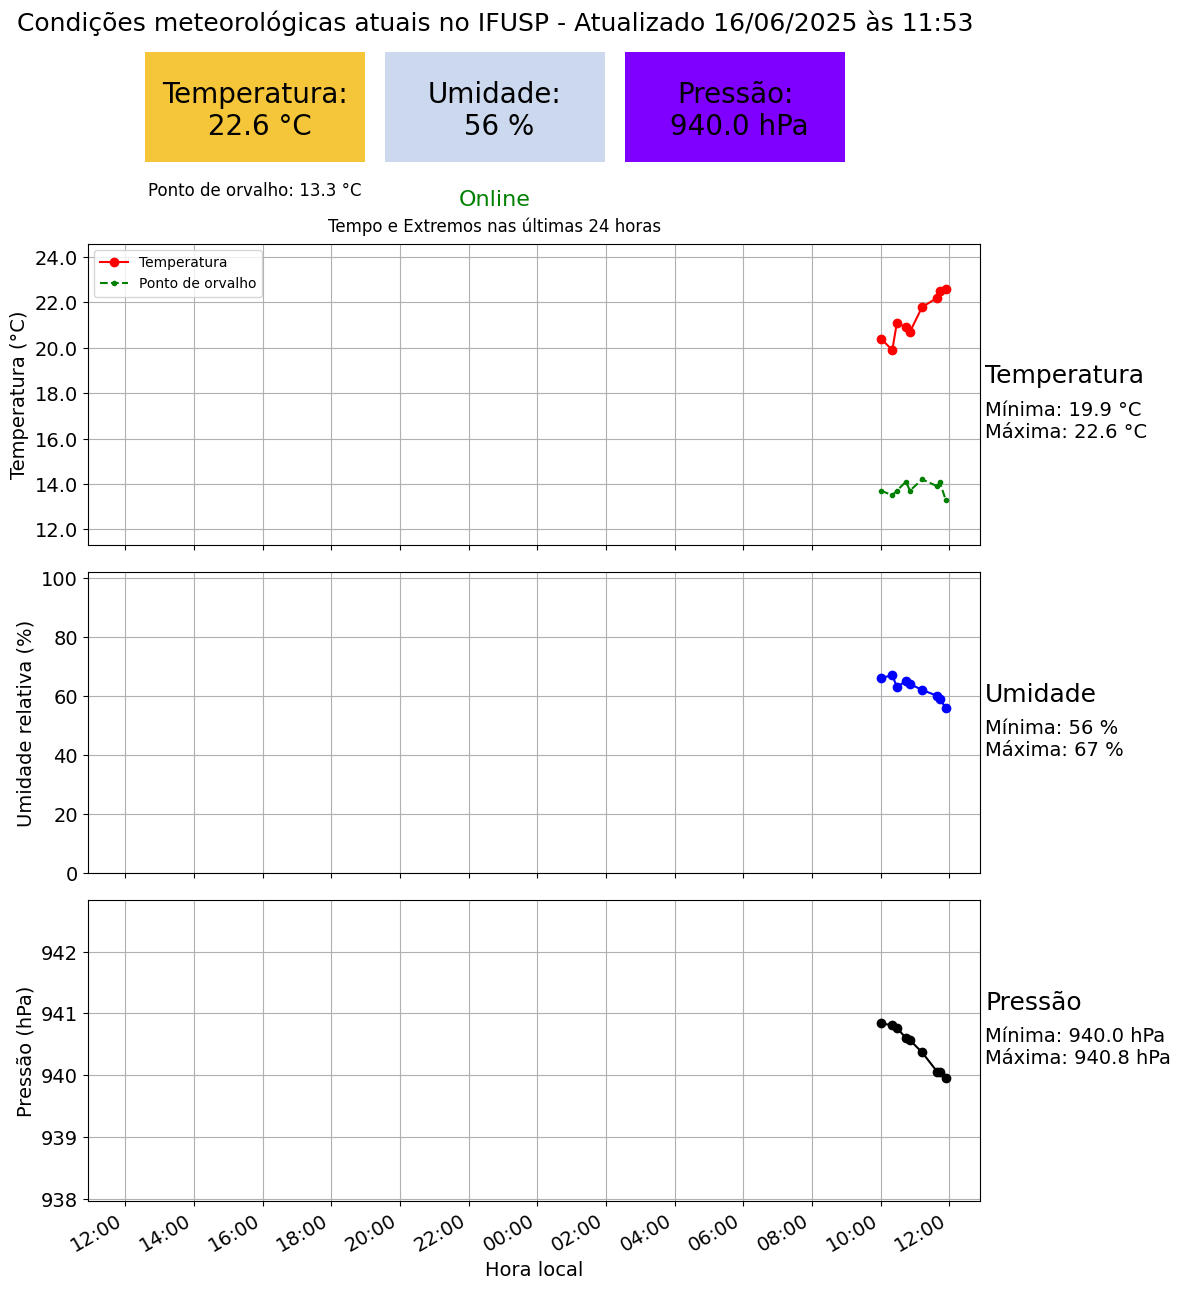 Condições meteorológicas atuais no IFUSP - Atualizado 16/06/2025 às 11:53
Temperatura:
22.6 °C
Umidade:
56 %
Pressão:
940.0 hPa
Ponto de orvalho: 13.3 °C
Online
Tempo e Extremos nas últimas 24 horas
Temperatura
Ponto de orvalho
Temperatura (°C)
24.0
22.0
20.0
18.0
16.0
14.0
12.0
Temperatura
Mínima: 19.9 °C
Máxima: 22.6 °C
Umidade relativa (%)
100
80
60
40
20
0
Umidade
Mínima: 56 %
Máxima: 67 %
Pressão (hPa)
942
941
940
939
938
Pressão
Mínima: 940.0 hPa
Máxima: 940.8 hPa
12:00 14:00 16:00 18:00 20:00 22:00 00:00 02:00 04:00 06:00 08:00 10:00 12:00
Hora local